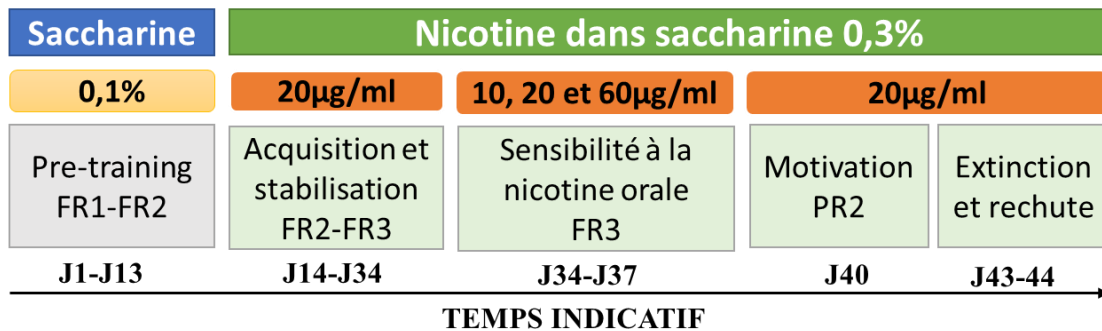 Saccharine
Nicotine dans saccharine 0,3%
0,1%
20µg/ml
10, 20 et 60µg/ml
20µg/ml
Pre-training
FR1-FR2
Acquisition et
stabilisation
FR2-FR3
Sensibilité à la
nicotine orale
FR3
Motivation
PR2
Extinction
et rechute
J1-J13
J14-J34
J34-J37
J40
J43-44
TEMPS INDICATIF